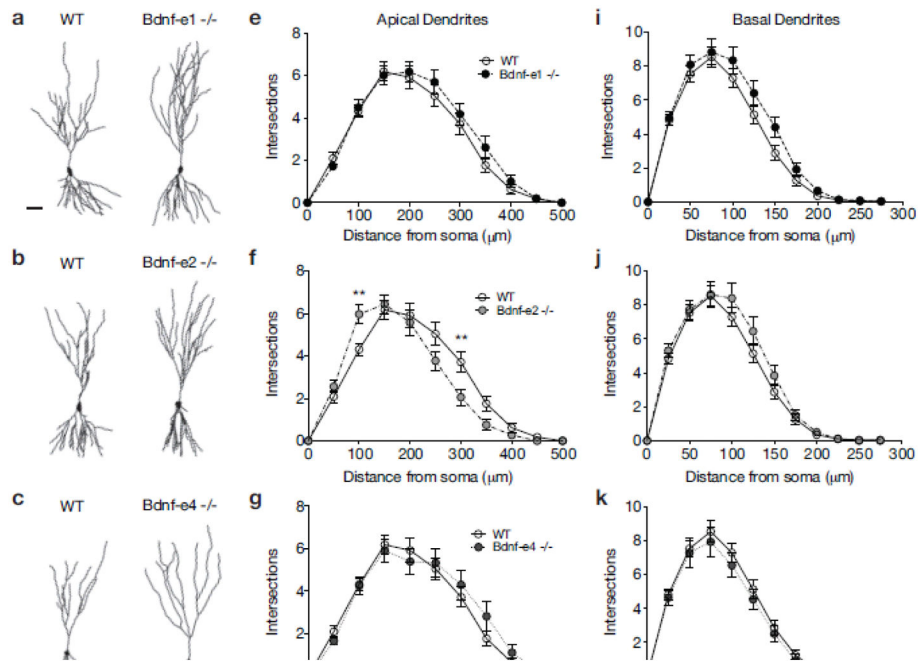 a WT Bdnf-e1 -/-
e Apical Dendrites
8
6
4
2
0
Intersections
WT
Bdnf-e1 -/-
0 100 200 300 400 500
Distance from soma (μm)
i Basal Dendrites
10
8
6
4
2
0
Intersections
0 50 100 150 200 250 300
Distance from soma (μm)
b WT Bdnf-e2 -/-
f
8
6
4
2
0
Intersections
**
**
WT
Bdnf-e2 -/-
0 100 200 300 400 500
Distance from soma (μm)
j
10
8
6
4
2
0
Intersections
0 50 100 150 200 250 300
Distance from soma (μm)
c WT Bdnf-e4 -/-
g
8
6
4
2
Intersections
WT
Bdnf-e4 -/-
k
10
8
6
4
2
Intersections